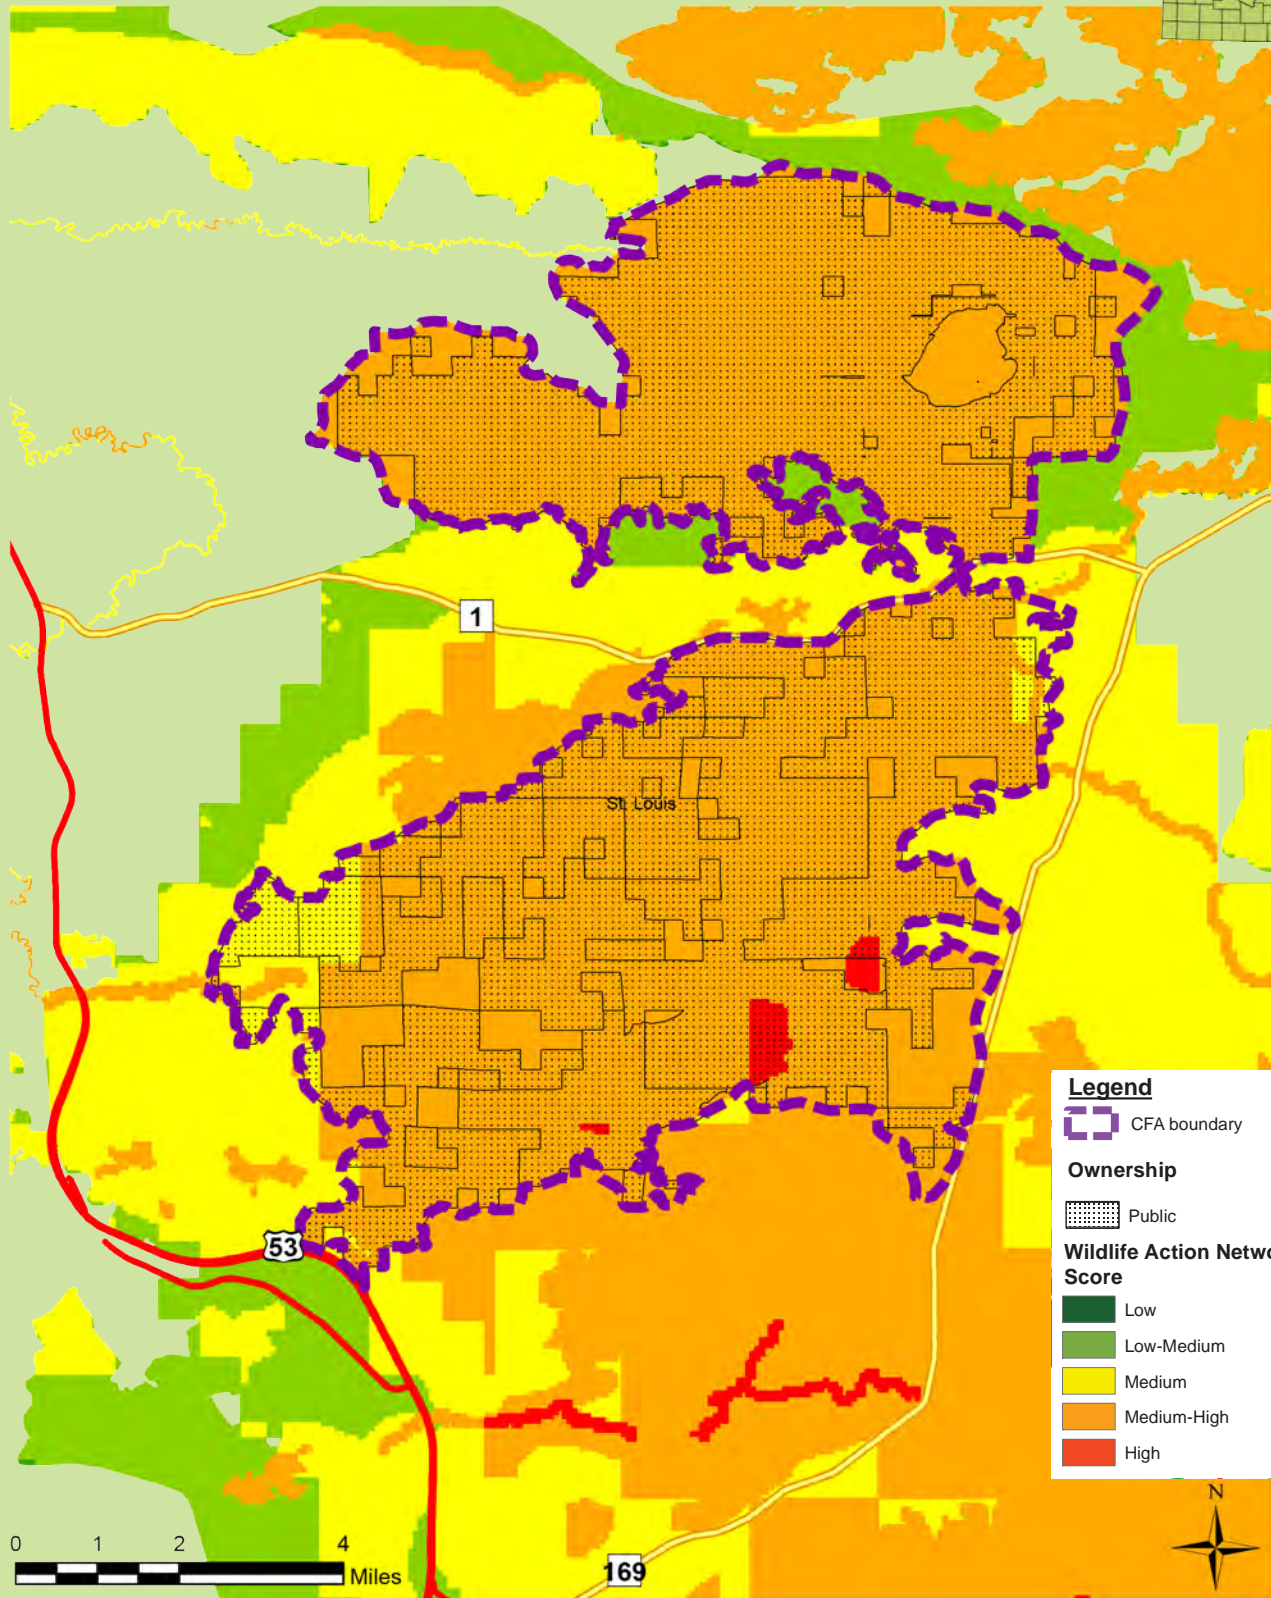 1
St. Louis
53
169
Legend
CFA boundary
Ownership
Public
Wildlife Action Netwo
Score
Low
Low-Medium
Medium
Medium-High
High
N
0 1 2 4
Miles